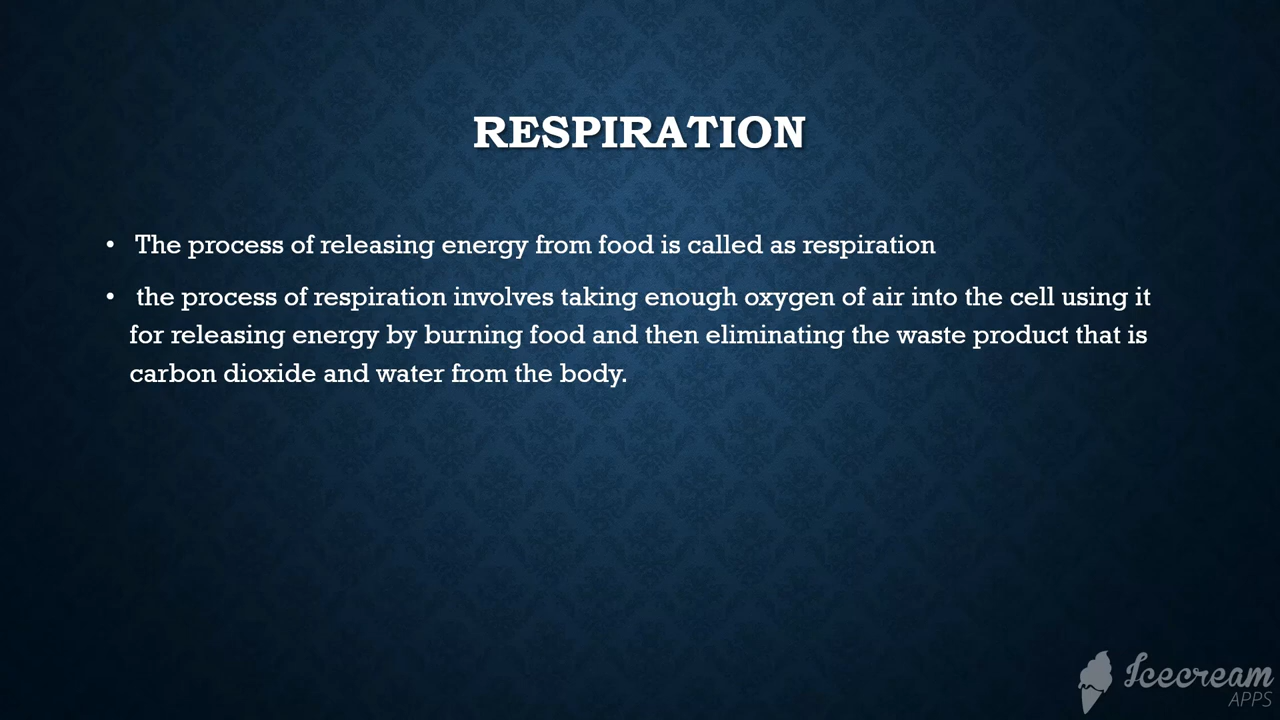 RESPIRATION
• The process of releasing energy from food is called as respiration
• the process of respiration involves taking enough oxygen of air into the cell using it
for releasing energy by burning food and then eliminating the waste product that is
carbon dioxide and water from the body.
Icecream
APPS